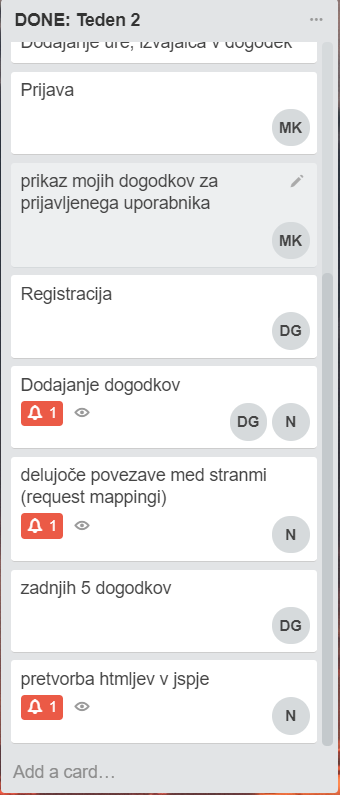 DONE: Teden 2
Dodajanje ure, izvajalca v dogodek
Prijava
MK
prikaz mojih dogodkov za
prijavljenega uporabnika
MK
Registracija
DG
Dodajanje dogodkov
1
DG N
delujoče povezave med stranmi
(request mappingi)
1
N
zadnjih 5 dogodkov
DG
pretvorba htmljev v jspje
1
N
Add a card…